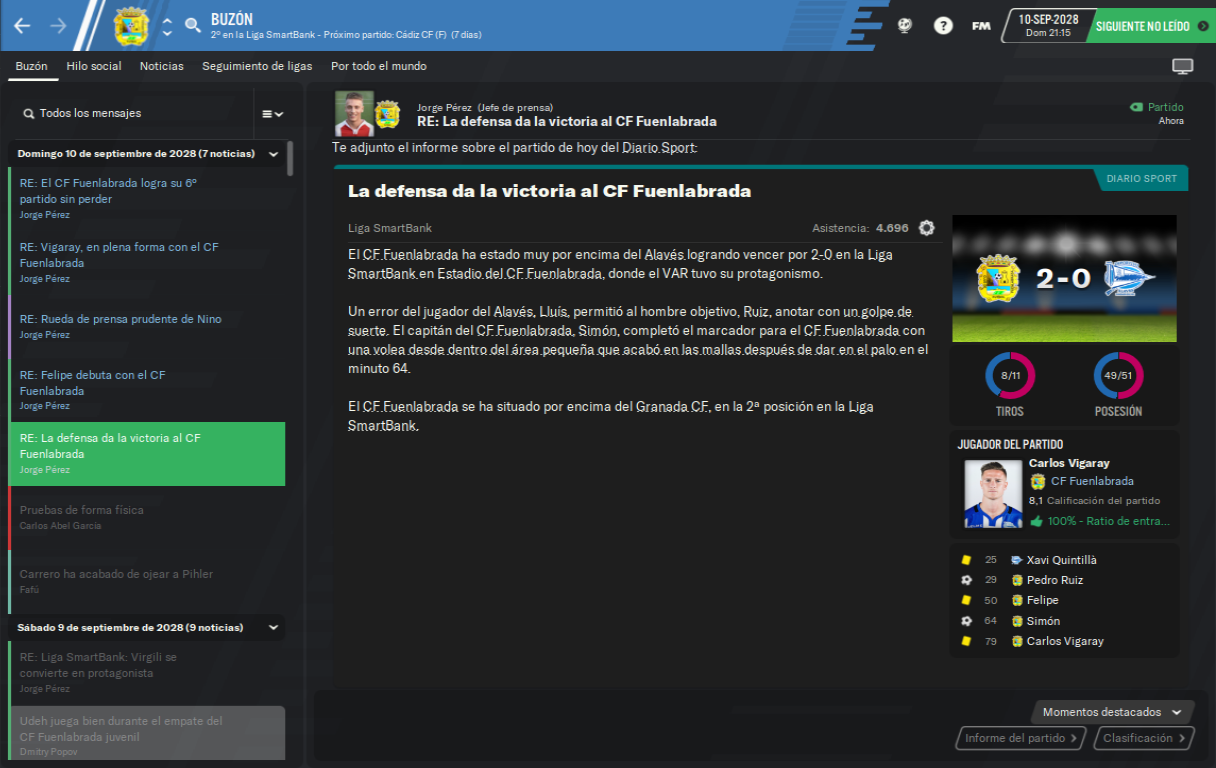 BUZÓN
2º en la Liga SmartBank - Próximo partido: Cádiz CF (F) (7 días)
?
FM
10-SEP-2028
Dom 21:15
SIGUIENTE NO LEÍDO
Buzón
Hilo social
Noticias
Seguimiento de ligas
Por todo el mundo
Todos los mensajes
Domingo 10 de septiembre de 2028 (7 noticias)
RE: El CF Fuenlabrada logra su 6º
partido sin perder
Jorge Pérez
RE: Vigaray, en plena forma con el CF
Fuenlabrada
Jorge Pérez
RE: Rueda de prensa prudente de Nino
Jorge Pérez
RE: Felipe debuta con el CF
Fuenlabrada
Jorge Pérez
RE: La defensa da la victoria al CF
Fuenlabrada
Jorge Pérez
Pruebas de forma física
Carlos Abel García
Carrero ha acabado de ojear a Pihler
Fafú
Sábado 9 de septiembre de 2028 (9 noticias)
RE: Liga SmartBank: Virgili se
convierte en protagonista
Jorge Pérez
Udeh juega bien durante el empate del
CF Fuenlabrada juvenil
Dmitry Popov
Jorge Pérez (Jefe de prensa)
RE: La defensa da la victoria al CF Fuenlabrada
Partido
Ahora
Te adjunto el informe sobre el partido de hoy del Diario Sport:
La defensa da la victoria al CF Fuenlabrada
DIARIO SPORT
Liga SmartBank
Asistencia: 4.696
El CF Fuenlabrada ha estado muy por encima del Alavés logrando vencer por 2-0 en la Liga
SmartBank en Estadio del CF Fuenlabrada, donde el VAR tuvo su protagonismo.
Un error del jugador del Alavés, Lluís, permitió al hombre objetivo, Ruiz, anotar con un golpe de
suerte. El capitán del CF Fuenlabrada, Simón, completó el marcador para el CF Fuenlabrada con
una volea desde dentro del área pequeña que acabó en las mallas después de dar en el palo en el
minuto 64.
El CF Fuenlabrada se ha situado por encima del Granada CF, en la 2ª posición en la Liga
SmartBank.
2-0
8/11
TIROS
49/51
POSESIÓN
JUGADOR DEL PARTIDO
Carlos Vigaray
CF Fuenlabrada
8,1 Calificación del partido
100% - Ratio de entra...
25 Xavi Quintillà
29 Pedro Ruiz
50 Felipe
64 Simón
79 Carlos Vigaray
Momentos destacados
Informe del partido
Clasificación